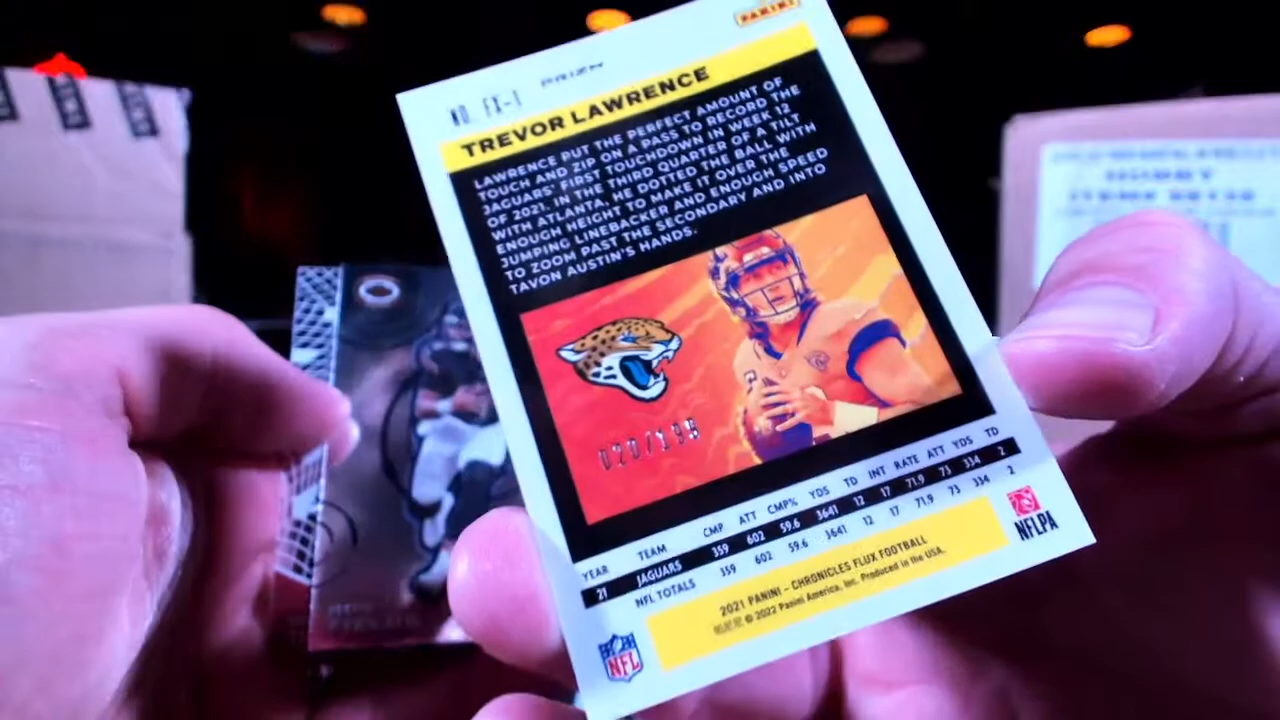 PANINI
NO. FX-1
PRIZM
TREVOR LAWRENCE
LAWRENCE PUT THE PERFECT AMOUNT OF
TOUCH AND ZIP ON A PASS TO RECORD THE
JAGUARS' FIRST TOUCHDOWN IN WEEK 12
OF 2021. IN THE THIRD QUARTER OF A TILT
WITH ATLANTA, HE DOTTED THE BALL WITH
ENOUGH HEIGHT TO MAKE IT OVER THE
JUMPING LINEBACKER AND ENOUGH SPEED
TO ZOOM PAST THE SECONDARY AND INTO
TAVON AUSTIN'S HANDS.
020/199
YEAR TEAM CMP ATT CMP% YDS TD INT RATE ATT YDS TD
21 JAGUARS 359 602 59.6 3641 12 17 71.9 73 334 2
NFL TOTALS 359 602 59.6 3641 12 17 71.9 73 334 2
2021 PANINI – CHRONICLES FLUX FOOTBALL
© 2022 Panini America, Inc. Produced in the USA.
NFL
NFLPA
HOBBY